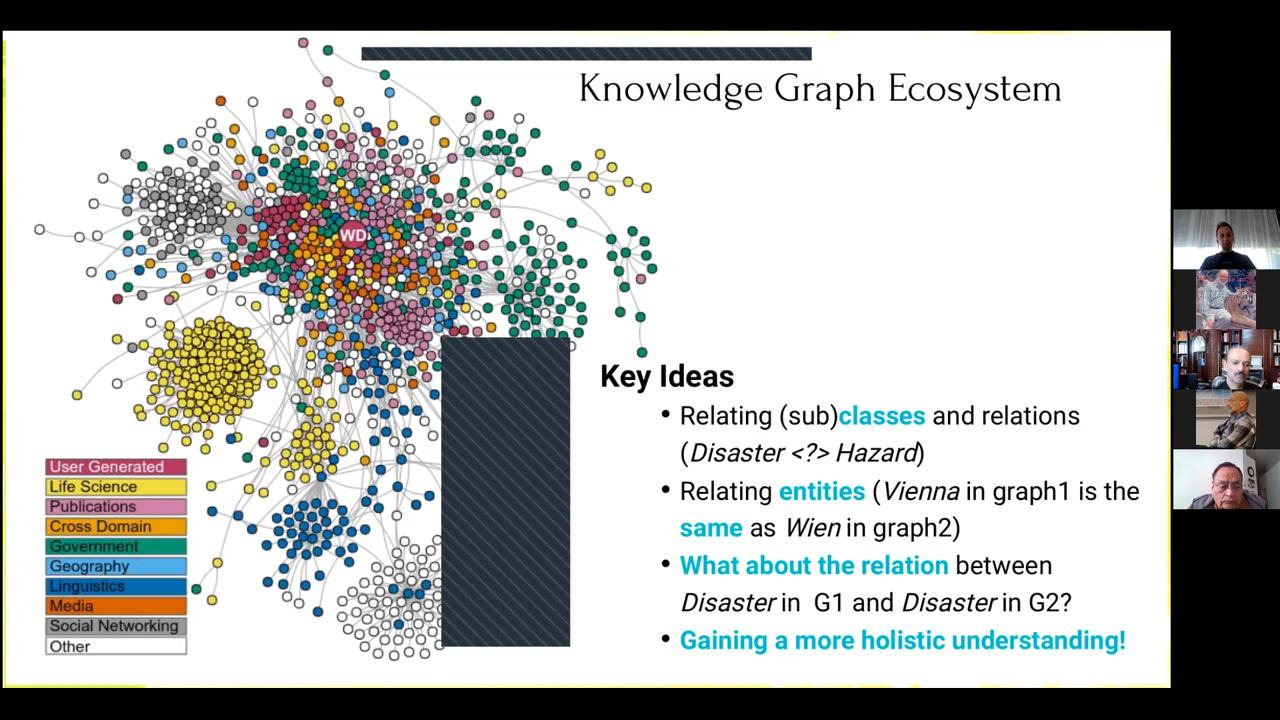 Knowledge Graph Ecosystem
WD
Key Ideas
• Relating (sub)classes and relations
(Disaster <?> Hazard)
• Relating entities (Vienna in graph1 is the
same as Wien in graph2)
• What about the relation between
Disaster in G1 and Disaster in G2?
• Gaining a more holistic understanding!
User Generated
Life Science
Publications
Cross Domain
Government
Geography
Linguistics
Media
Social Networking
Other